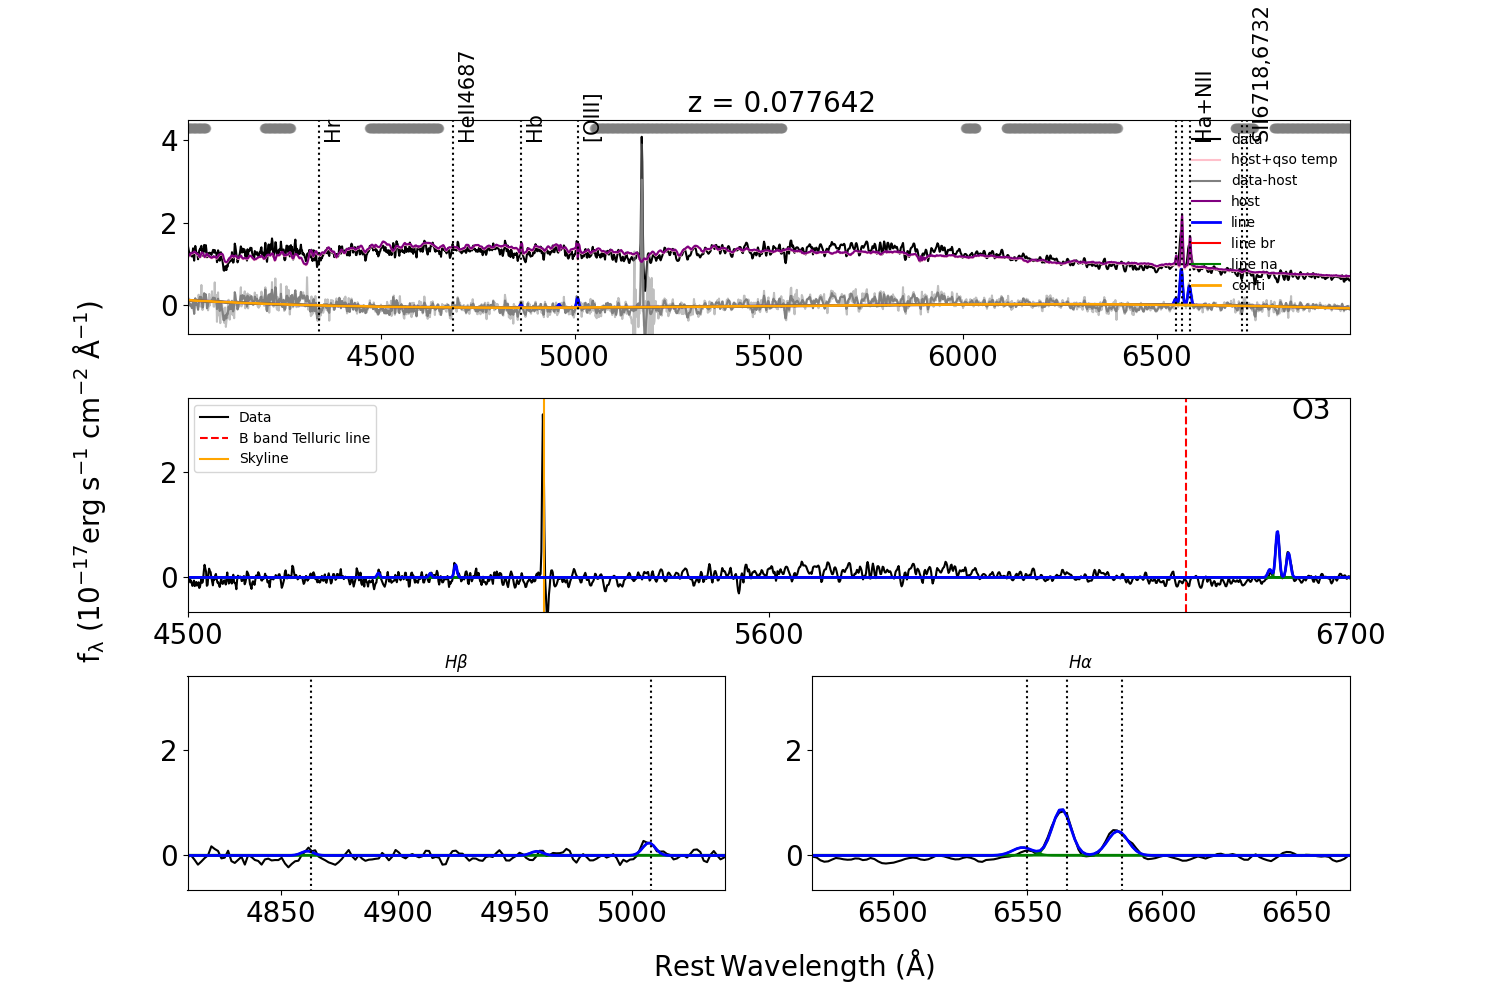 z = 0.077642
Hr
HeII4687
Hb
[OIII]
Ha+NII
SII6718,6732
data
host+qso temp
data-host
host
line
line br
line na
conti
4
2
0
4500
5000
5500
6000
6500
f_λ (10^{-17}erg s^{-1} cm^{-2} Å^{-1})
O3
Data
B band Telluric line
Skyline
2
0
4500
5600
6700
Hβ
2
0
4850
4900
4950
5000
Hα
2
0
6500
6550
6600
6650
Rest Wavelength (Å)